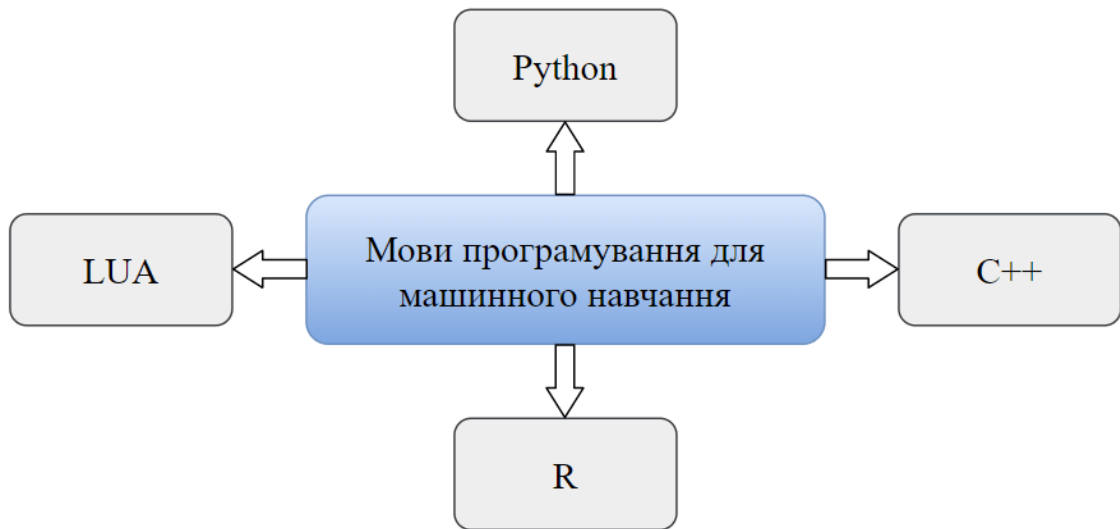 Python
LUA
Мови програмування для
машинного навчання
C++
R